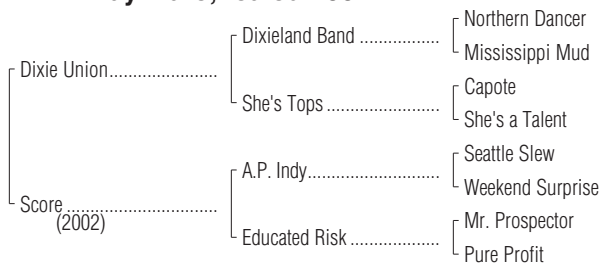 Northern Dancer
Dixieland Band ....................
Mississippi Mud
Dixie Union...........................
Capote
She's Tops ............................
She's a Talent
Seattle Slew
A.P. Indy.................................
Weekend Surprise
Score ......................................
(2002)
Mr. Prospector
Educated Risk ......................
Pure Profit